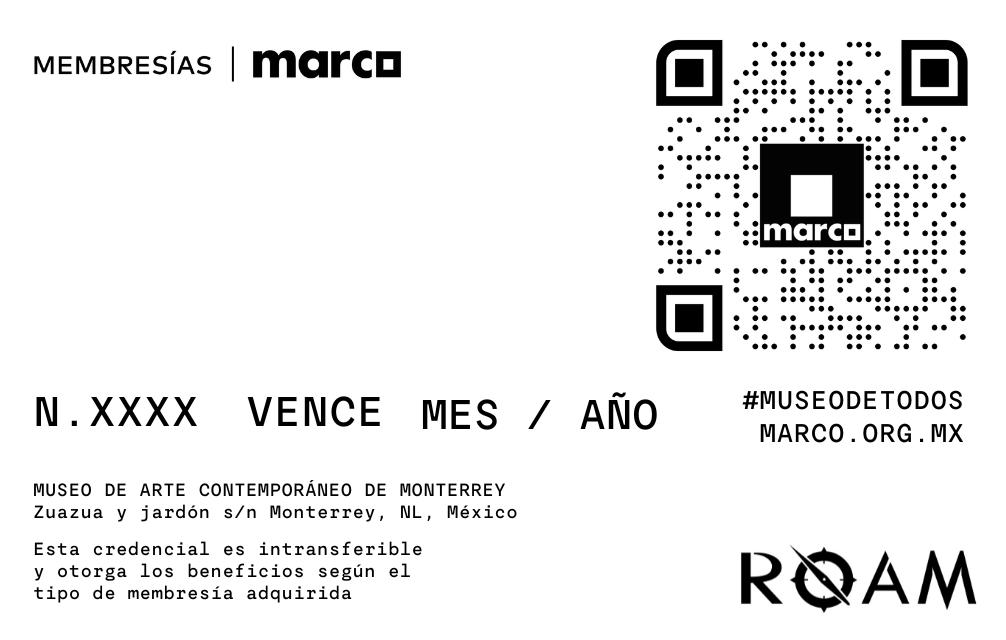 MEMBRESÍAS | marco
marco
N.XXXX VENCE MES / AÑO
#MUSEODETODOS
MARCO.ORG.MX
MUSEO DE ARTE CONTEMPORÁNEO DE MONTERREY
Zuazua y jardón s/n Monterrey, NL, México
Esta credencial es intransferible
y otorga los beneficios según el
tipo de membresía adquirida
ROAM